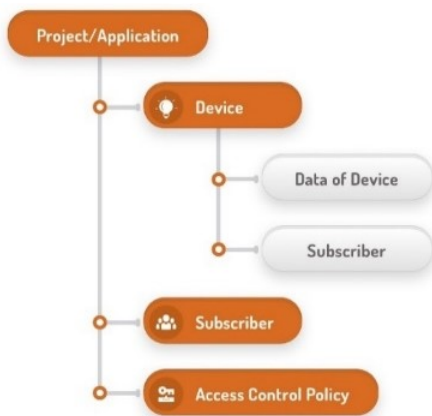 Project/Application
Device
Data of Device
Subscriber
Subscriber
Access Control Policy